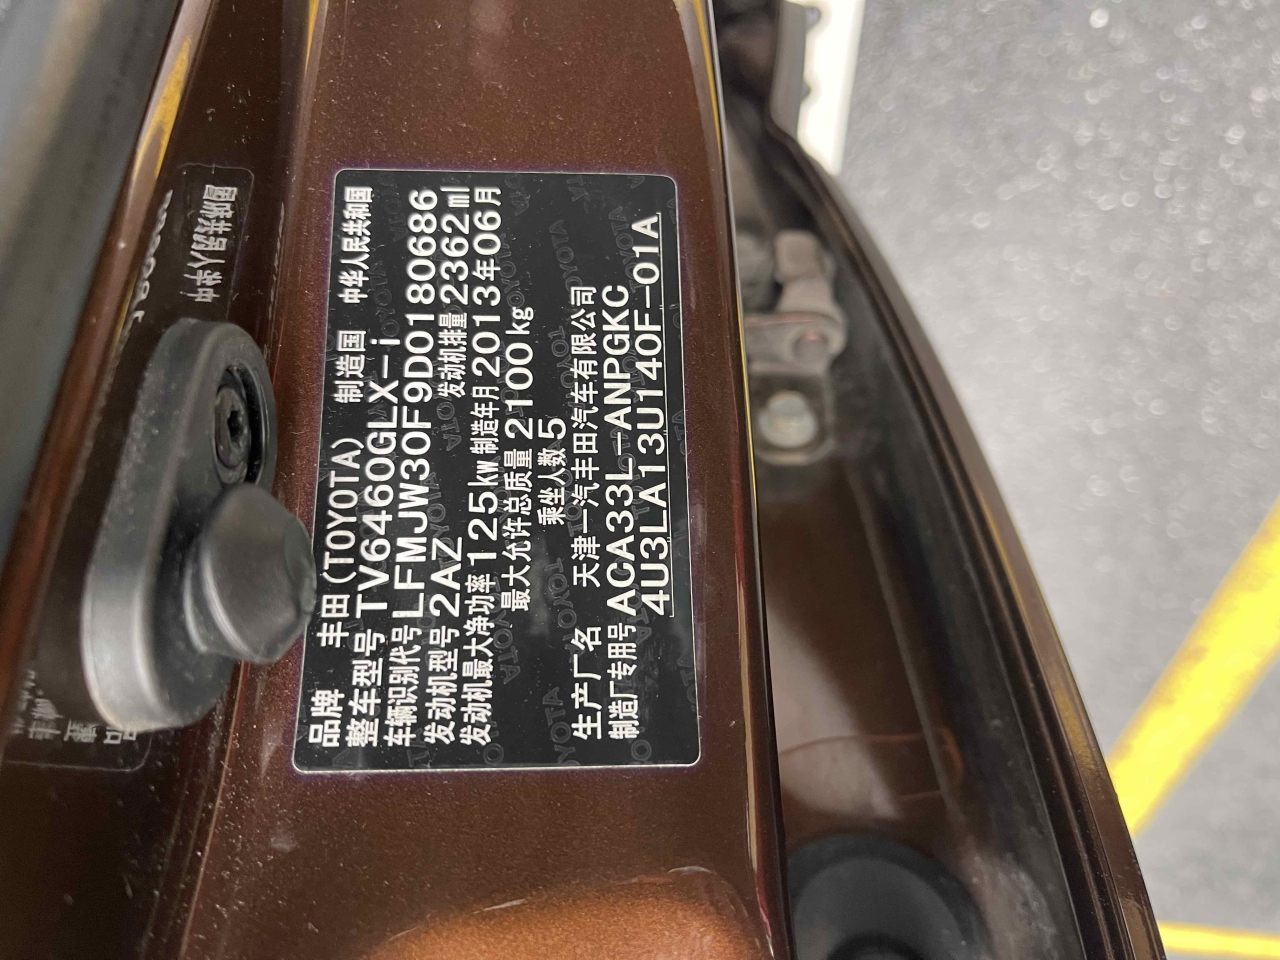 品牌 丰田(TOYOTA) 制造国 中华人民共和国
整车型号 TV6460GLX-i
车辆识别代号 LFMJW30F9D0180686
发动机型号 2AZ 发动机排量 2362ml
发动机最大净功率 125kw 制造年月 2013年06月
最大允许总质量 2100kg
乘坐人数 5
生产厂名 天津一汽丰田汽车有限公司
制造厂专用号 ACA33L-ANPGKC
4U3LA13U140F-01A